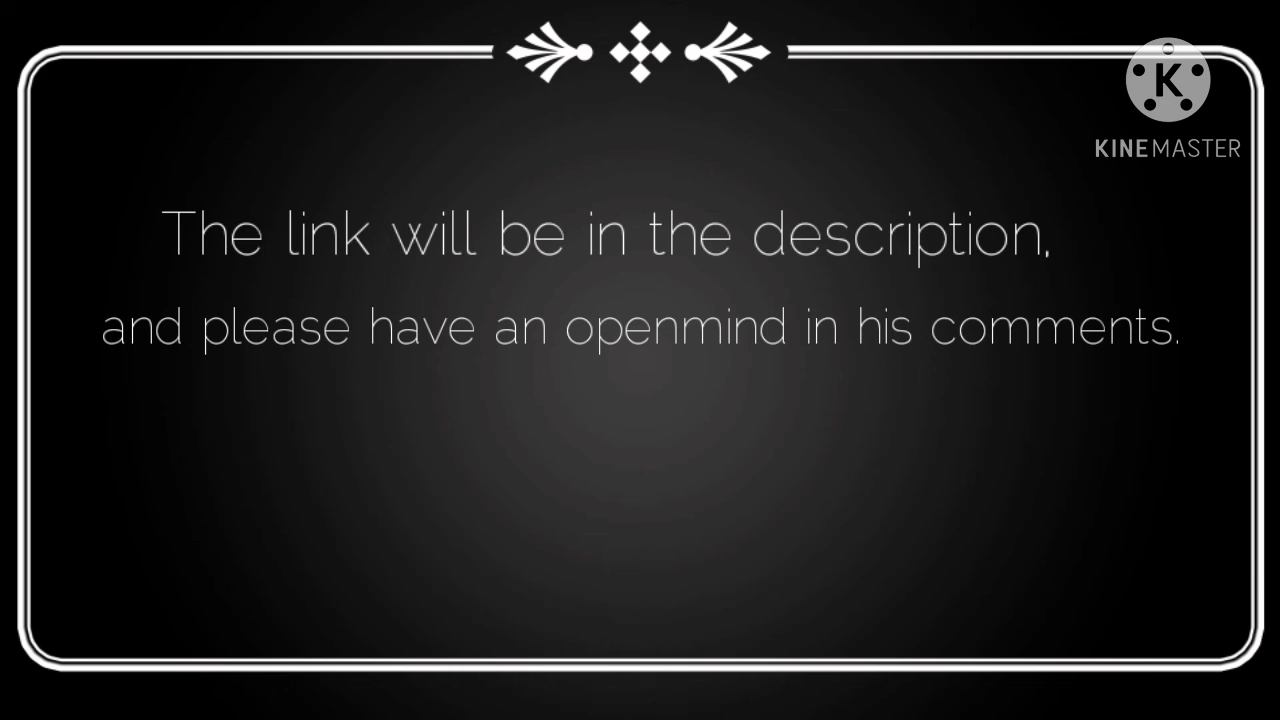 K
KINEMASTER
The link will be in the description,
and please have an openmind in his comments.